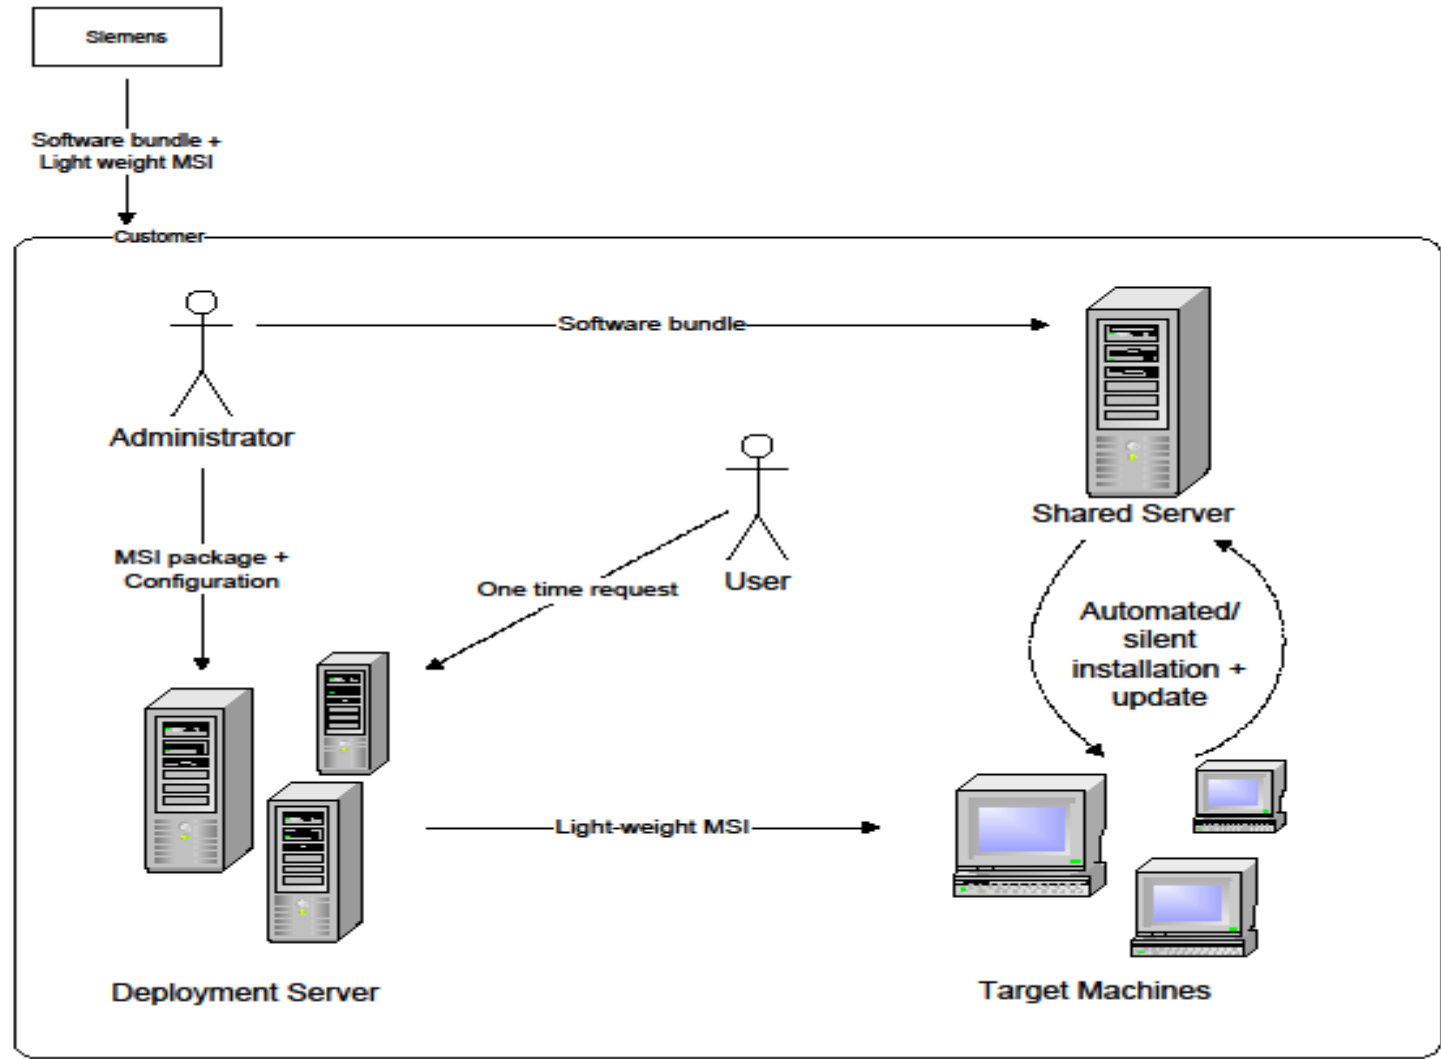 Siemens
Software bundle +
Light weight MSI
Customer
Software bundle
Administrator
Shared Server
MSI package +
Configuration
One time request
User
Automated/
silent
installation +
update
Light-weight MSI
Deployment Server
Target Machines